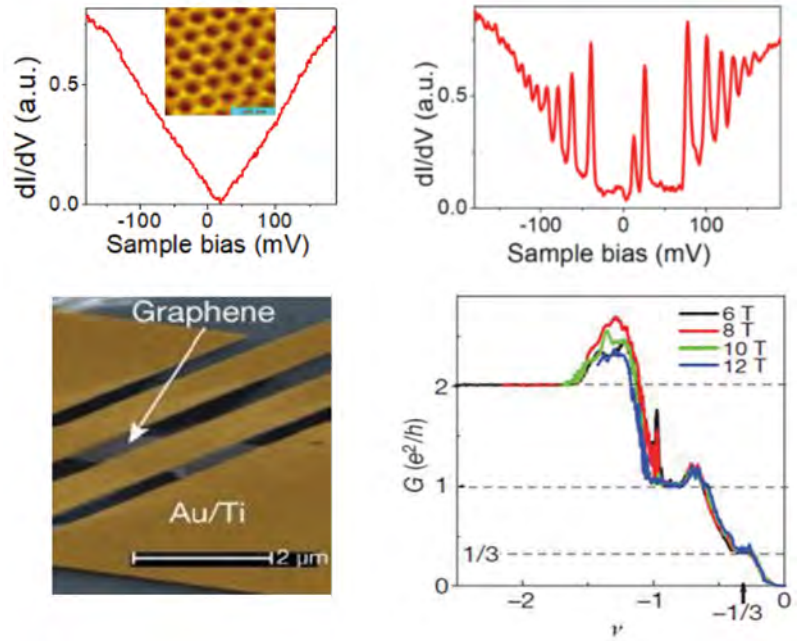 dI/dV (a.u.)
0.5
0.0
-100 0 100
Sample bias (mV)
dI/dV (a.u.)
0.5
0.0
-100 0 100
Sample bias (mV)
Graphene
Au/Ti
2 μm
G (e²/h)
2
1
1/3
0
6 T
8 T
10 T
12 T
−2 −1 0
−1/3
ν